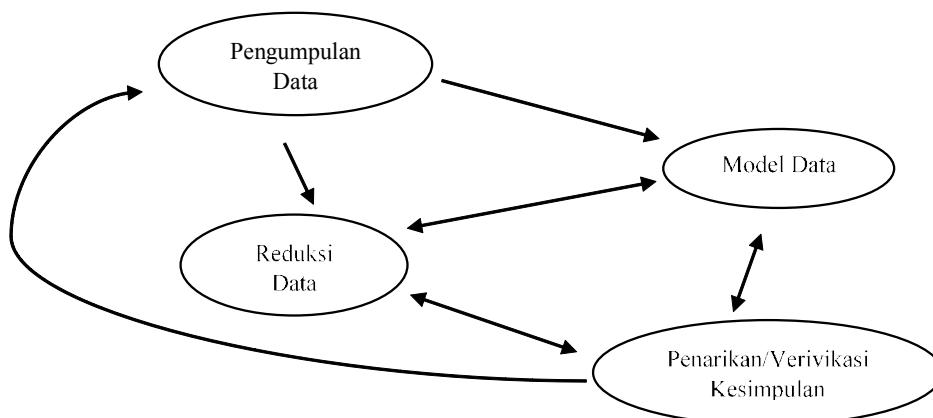 Pengumpulan
Data
Model Data
Reduksi
Data
Penarikan/Verivikasi
Kesimpulan